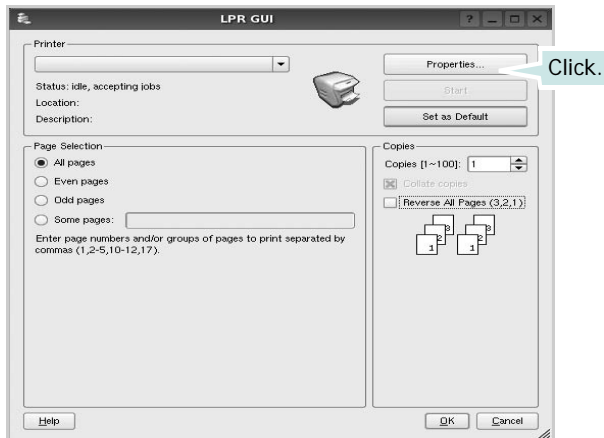 LPR GUI
Printer
Properties...
Click.
Status: idle, accepting jobs
Start
Location:
Description:
Set as Default
Page Selection
All pages
Even pages
Odd pages
Some pages:
Enter page numbers and/or groups of pages to print separated by
commas (1,2-5,10-12,17).
Copies
Copies [1~100]: 1
Collate copies
Reverse All Pages (3,2,1)
3 3
2 2
1 1
Help
OK
Cancel